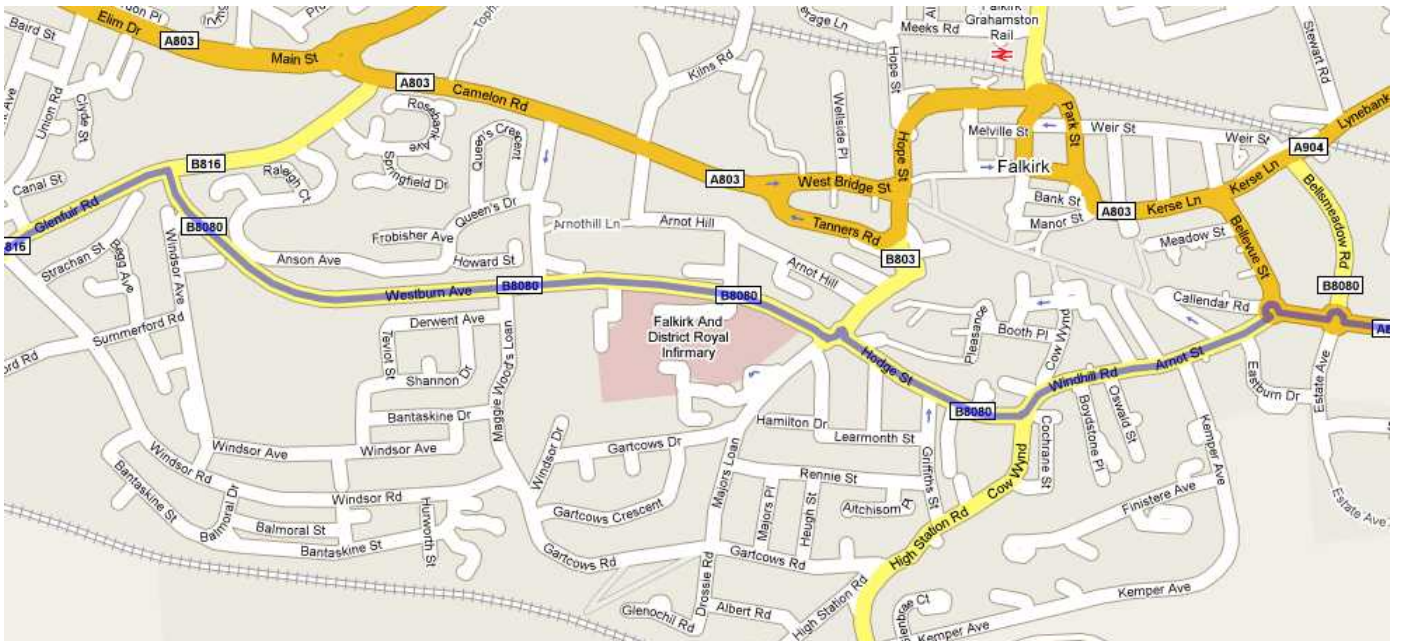 Baird St
Elim Dr
A803
Main St
A803
Camelon Rd
Kilns Rd
Hope St
Meeks Rd
Falkirk
Grahamston
Rail
Stewart Rd
Union Rd
Clyde St
Rosebank
Ave
Springfield Dr
Queen's Crescent
Wellside Pl
Hope St
Melville St
Park St
Weir St
Weir St
Lynebank
A904
Canal St
B816
Raleigh Ct
A803
West Bridge St
Falkirk
Kerse Ln
Bank St
Manor St
A803
Kerse Ln
Bellsmeadow Rd
Glenfuir Rd
B8080
Queen's Dr
Arnothill Ln
Arnot Hill
Tanners Rd
Meadow St
Bellevue St
Frobisher Ave
Strachan St
Begg Ave
Windsor Ave
Anson Ave
Howard St
B803
Arnot Hill
B8080
Westburn Ave
B8080
B8080
Callendar Rd
Summerford Rd
Derwent Ave
Teviot St
Maggie Wood's Loan
Falkirk And
District Royal
Infirmary
Pleasance
Booth Pl
Cow Wynd
Hodge St
Windhill Rd
Arnot St
Shannon Dr
Bantaskine Dr
B8080
Eastburn Dr
Estate Ave
Boydstone Pl
Oswald St
Kemper Ave
Hamilton Dr
Learmonth St
Cochrane St
Griffiths St
Windsor Ave
Windsor Ave
Windsor Dr
Gartcows Dr
Majors Loan
Rennie St
Cow Wynd
Windsor Rd
Windsor Rd
Bantaskine St
Balmoral Dr
Balmoral St
Bantaskine St
Hurworth St
Gartcows Crescent
Majors Pl
Heugh St
Aitchison Pl
Finistere Ave
Estate Ave
High Station Rd
Gartcows Rd
Gartcows Rd
Drossie Rd
Glenochil Rd
Albert Rd
High Station Rd
Kemper Ave
Kemper Ave